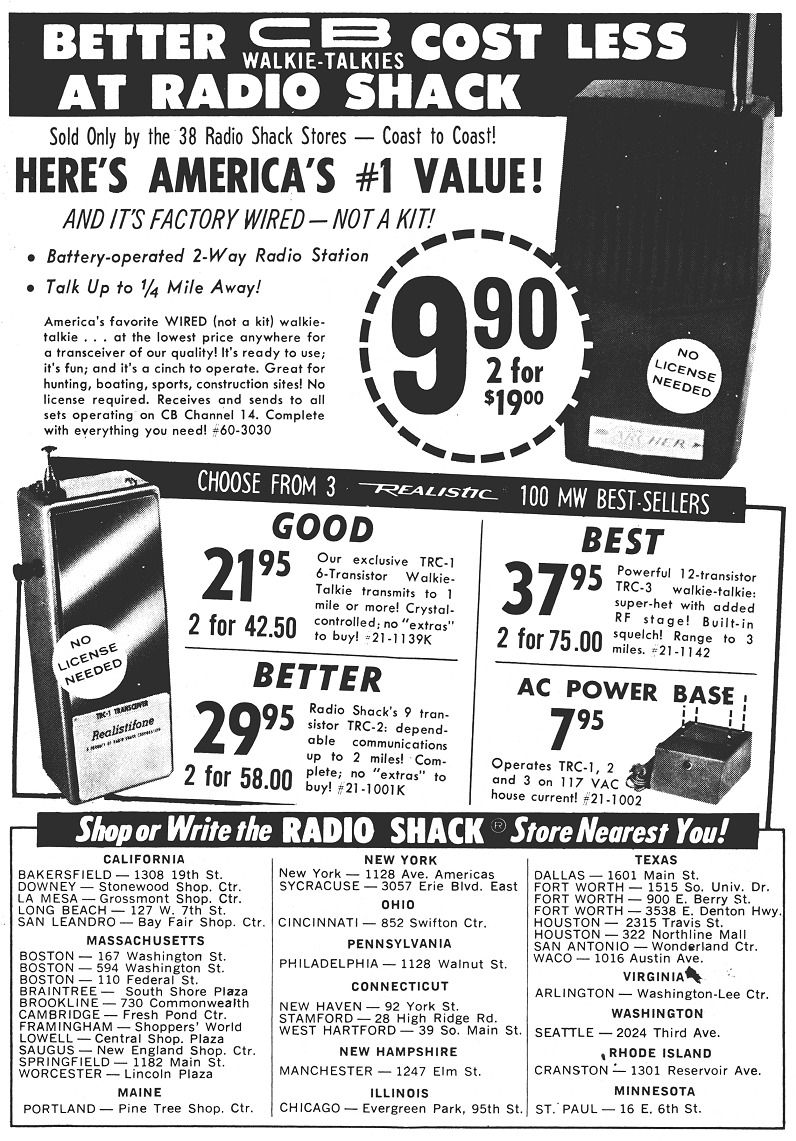 BETTER CB COST LESS
WALKIE-TALKIES
AT RADIO SHACK
Sold Only by the 38 Radio Shack Stores — Coast to Coast!
HERE'S AMERICA'S #1 VALUE!
AND IT'S FACTORY WIRED — NOT A KIT!
• Battery-operated 2-Way Radio Station
• Talk Up to 1/4 Mile Away!
America's favorite WIRED (not a kit) walkie-
talkie . . . at the lowest price anywhere for
a transceiver of our quality! It's ready to use;
it's fun; and it's a cinch to operate. Great for
hunting, boating, sports, construction sites! No
license required. Receives and sends to all
sets operating on CB Channel 14. Complete
with everything you need! #60-3030
9 90
2 for
$19 00
NO
LICENSE
NEEDED
ARCHER
CHOOSE FROM 3 REALISTIC 100 MW BEST-SELLERS
NO
LICENSE
NEEDED
TRC-1 TRANSCEIVER
Realistifone
A PRODUCT OF RADIO SHACK CORPORATION
GOOD
21 95
2 for 42.50
Our exclusive TRC-1
6-Transistor Walkie-
Talkie transmits to 1
mile or more! Crystal-
controlled; no "extras"
to buy! #21-1139K
BETTER
29 95
2 for 58.00
Radio Shack's 9 tran-
sistor TRC-2: depend-
able communications
up to 2 miles! Com-
plete; no "extras" to
buy! #21-1001K
BEST
37 95
2 for 75.00
Powerful 12-transistor
TRC-3 walkie-talkie:
super-het with added
RF stage! Built-in
squelch! Range to 3
miles. #21-1142
AC POWER BASE
7 95
Operates TRC-1, 2
and 3 on 117 VAC
house current! #21-1002
Shop or Write the RADIO SHACK ® Store Nearest You!
CALIFORNIA
BAKERSFIELD — 1308 19th St.
DOWNEY — Stonewood Shop. Ctr.
LA MESA — Grossmont Shop. Ctr.
LONG BEACH — 127 W. 7th St.
SAN LEANDRO — Bay Fair Shop. Ctr.
MASSACHUSETTS
BOSTON — 167 Washington St.
BOSTON — 594 Washington St.
BOSTON — 110 Federal St.
BRAINTREE — South Shore Plaza
BROOKLINE — 730 Commonwealth
CAMBRIDGE — Fresh Pond Ctr.
FRAMINGHAM — Shoppers' World
LOWELL — Central Shop. Plaza
SAUGUS — New England Shop. Ctr.
SPRINGFIELD — 1182 Main St.
WORCESTER — Lincoln Plaza
MAINE
PORTLAND — Pine Tree Shop. Ctr.
NEW YORK
New York — 1128 Ave. Americas
SYRACUSE — 3057 Erie Blvd. East
OHIO
CINCINNATI — 852 Swifton Ctr.
PENNSYLVANIA
PHILADELPHIA — 1128 Walnut St.
CONNECTICUT
NEW HAVEN — 92 York St.
STAMFORD — 28 High Ridge Rd.
WEST HARTFORD — 39 So. Main St.
NEW HAMPSHIRE
MANCHESTER — 1247 Elm St.
ILLINOIS
CHICAGO — Evergreen Park, 95th St.
TEXAS
DALLAS — 1601 Main St.
FORT WORTH — 1515 So. Univ. Dr.
FORT WORTH — 900 E. Berry St.
FORT WORTH — 3538 E. Denton Hwy.
HOUSTON — 2315 Travis St.
HOUSTON — 322 Northline Mall
SAN ANTONIO — Wonderland Ctr.
WACO — 1016 Austin Ave.
VIRGINIA
ARLINGTON — Washington-Lee Ctr.
WASHINGTON
SEATTLE — 2024 Third Ave.
RHODE ISLAND
CRANSTON — 1301 Reservoir Ave.
MINNESOTA
ST. PAUL — 16 E. 6th St.